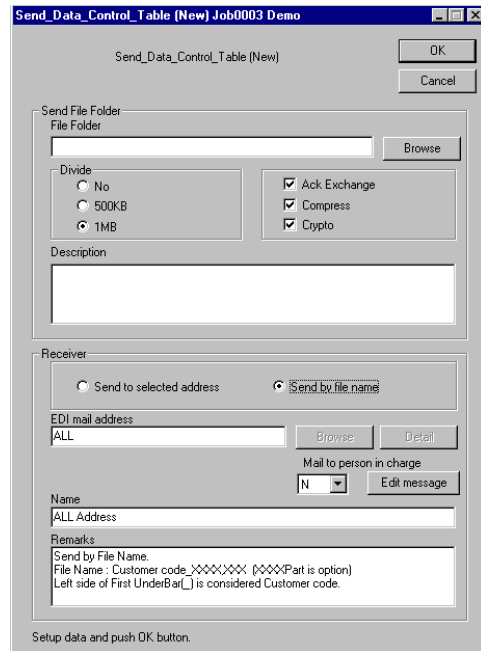 Send_Data_Control_Table (New) Job0003 Demo
Send_Data_Control_Table (New)
OK
Cancel
Send File Folder
File Folder
Browse
Divide
No
500KB
1MB
Ack Exchange
Compress
Crypto
Description
Receiver
Send to selected address
Send by file name
EDI mail address
ALL
Browse
Detail
Mail to person in charge
N
Edit message
Name
ALL Address
Remarks
Send by File Name.
File Name : Customer code_XXXX.XXX (XXXXPart is option)
Left side of First UnderBar(_) is considered Customer code.
Setup data and push OK button.